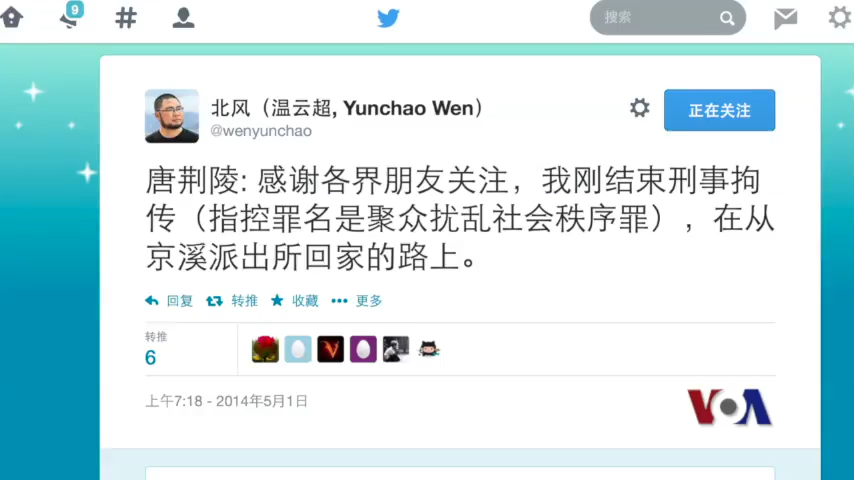 9
搜索
北风（温云超, Yunchao Wen）
正在关注
@wenyunchao
唐荆陵: 感谢各界朋友关注，我刚结束刑事拘
传（指控罪名是聚众扰乱社会秩序罪），在从
京溪派出所回家的路上。
回复 转推 收藏 更多
转推
6
上午7:18 - 2014年5月1日
VOA